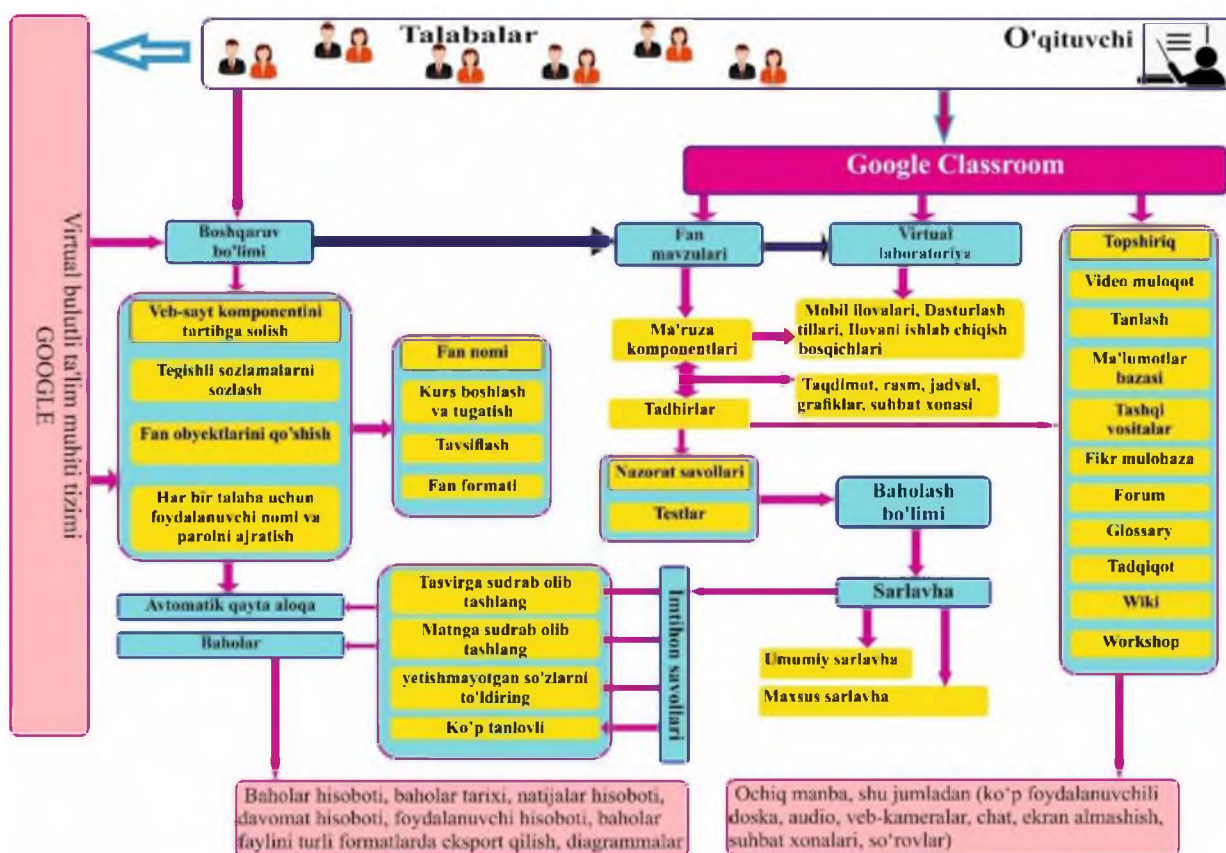 Talabalar
O'qituvchi
Google Classroom
Virtual bulutli ta'lim muhiti tizimi
GOOGLE
Boshqaruv
bo'limi
Fan
mavzulari
Virtual
laboratoriya
Topshiriq
Video muloqot
Tanlash
Ma'lumotlar
bazasi
Tashqi
vositalar
Fikr mulohaza
Forum
Glossary
Tadqiqot
Wiki
Workshop
Veb-sayt komponentini
tartibga solish
Tegishli sozlamalarni
sozlash
Fan obyektlarini qo'shish
Har bir talaba uchun
foydalanuvchi nomi va
parolni ajratish
Fan nomi
Kurs boshlash
va tugatish
Tavsiflash
Fan formati
Ma'ruza
komponentlari
Mobil ilovalari, Dasturlash
tillari, Ilovani ishlab chiqish
bosqichlari
Taqdimot, rasm, jadval,
grafiklar, suhbat xonasi
Tadbirlar
Nazorat savollari
Testlar
Baholash
bo'limi
Sarlavha
Umumiy sarlavha
Maxsus sarlavha
Avtomatik qayta aloqa
Baholar
Tasvirga sudrab olib
tashlang
Matnga sudrab olib
tashlang
yetishmayotgan so'zlarni
to'ldiring
Ko'p tanlovli
Imtihon savollari
Baholar hisoboti, baholar tarixi, natijalar hisoboti,
davomat hisoboti, foydalanuvchi hisoboti, baholar
faylini turli formatlarda eksport qilish, diagrammalar
Ochiq manba, shu jumladan (ko'p foydalanuvchili
doska, audio, veb-kameralar, chat, ekran almashish,
suhbat xonalari, so'rovlar)